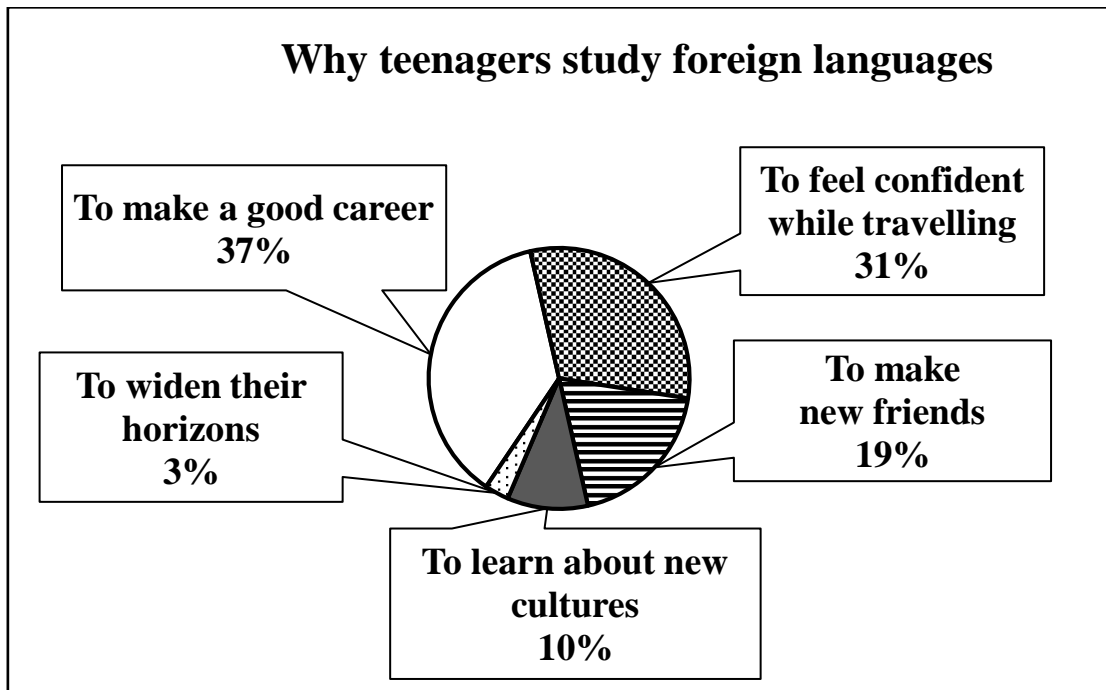 Why teenagers study foreign languages
To make a good career
37%
To feel confident
while travelling
31%
To widen their
horizons
3%
To make
new friends
19%
To learn about new
cultures
10%